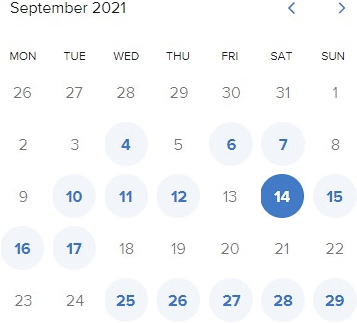 September 2021
MON TUE WED THU FRI SAT SUN
26 27 28 29 30 31 1
2 3 4 5 6 7 8
9 10 11 12 13 14 15
16 17 18 19 20 21 22
23 24 25 26 27 28 29